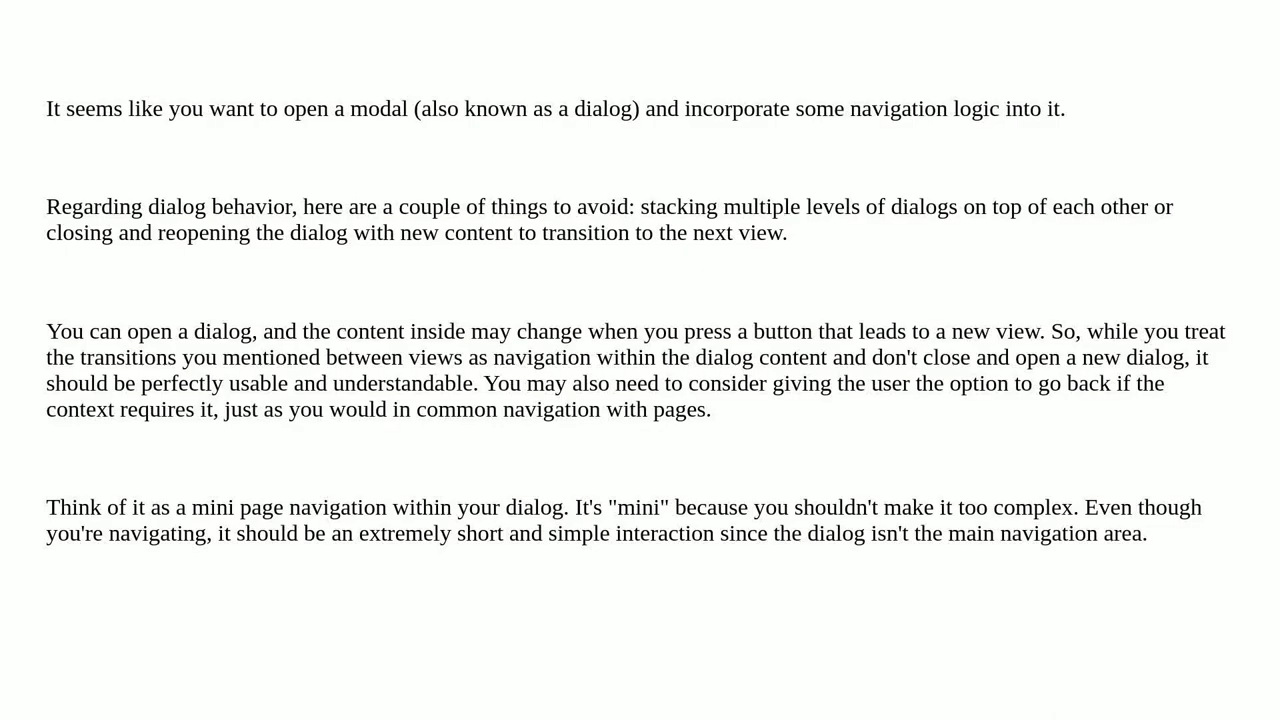 It seems like you want to open a modal (also known as a dialog) and incorporate some navigation logic into it.
Regarding dialog behavior, here are a couple of things to avoid: stacking multiple levels of dialogs on top of each other or
closing and reopening the dialog with new content to transition to the next view.
You can open a dialog, and the content inside may change when you press a button that leads to a new view. So, while you treat
the transitions you mentioned between views as navigation within the dialog content and don't close and open a new dialog, it
should be perfectly usable and understandable. You may also need to consider giving the user the option to go back if the
context requires it, just as you would in common navigation with pages.
Think of it as a mini page navigation within your dialog. It's "mini" because you shouldn't make it too complex. Even though
you're navigating, it should be an extremely short and simple interaction since the dialog isn't the main navigation area.